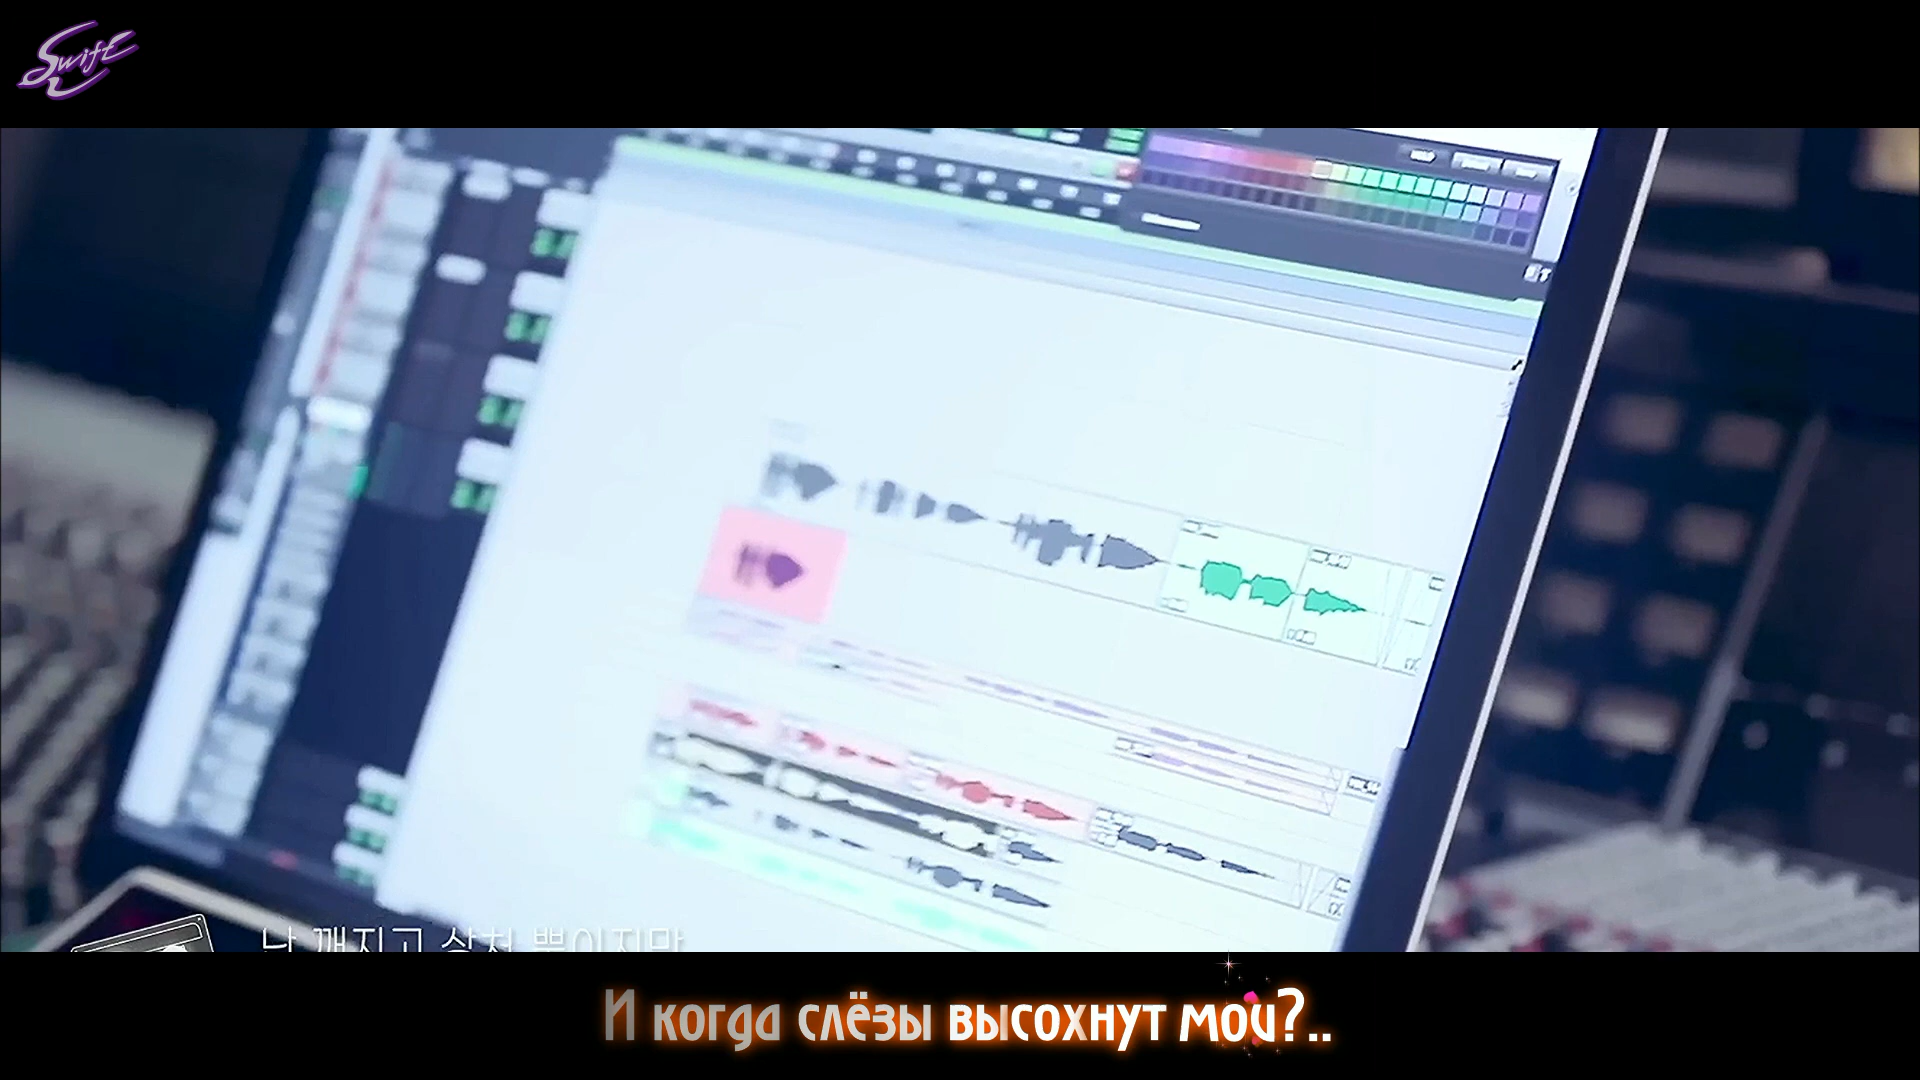 Swift
난 깨지고 상처 뿐이지만
И когда слёзы высохнут мои?..